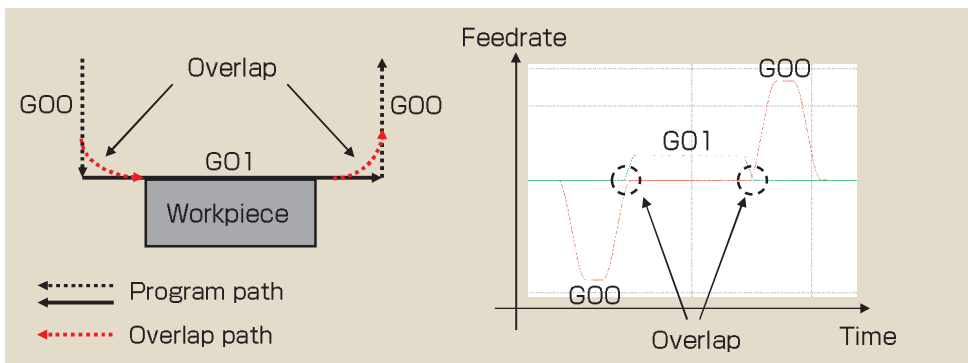 Overlap
G00
G00
G01
Workpiece
Program path
Overlap path
Feedrate
G00
G01
G00
Overlap
Time